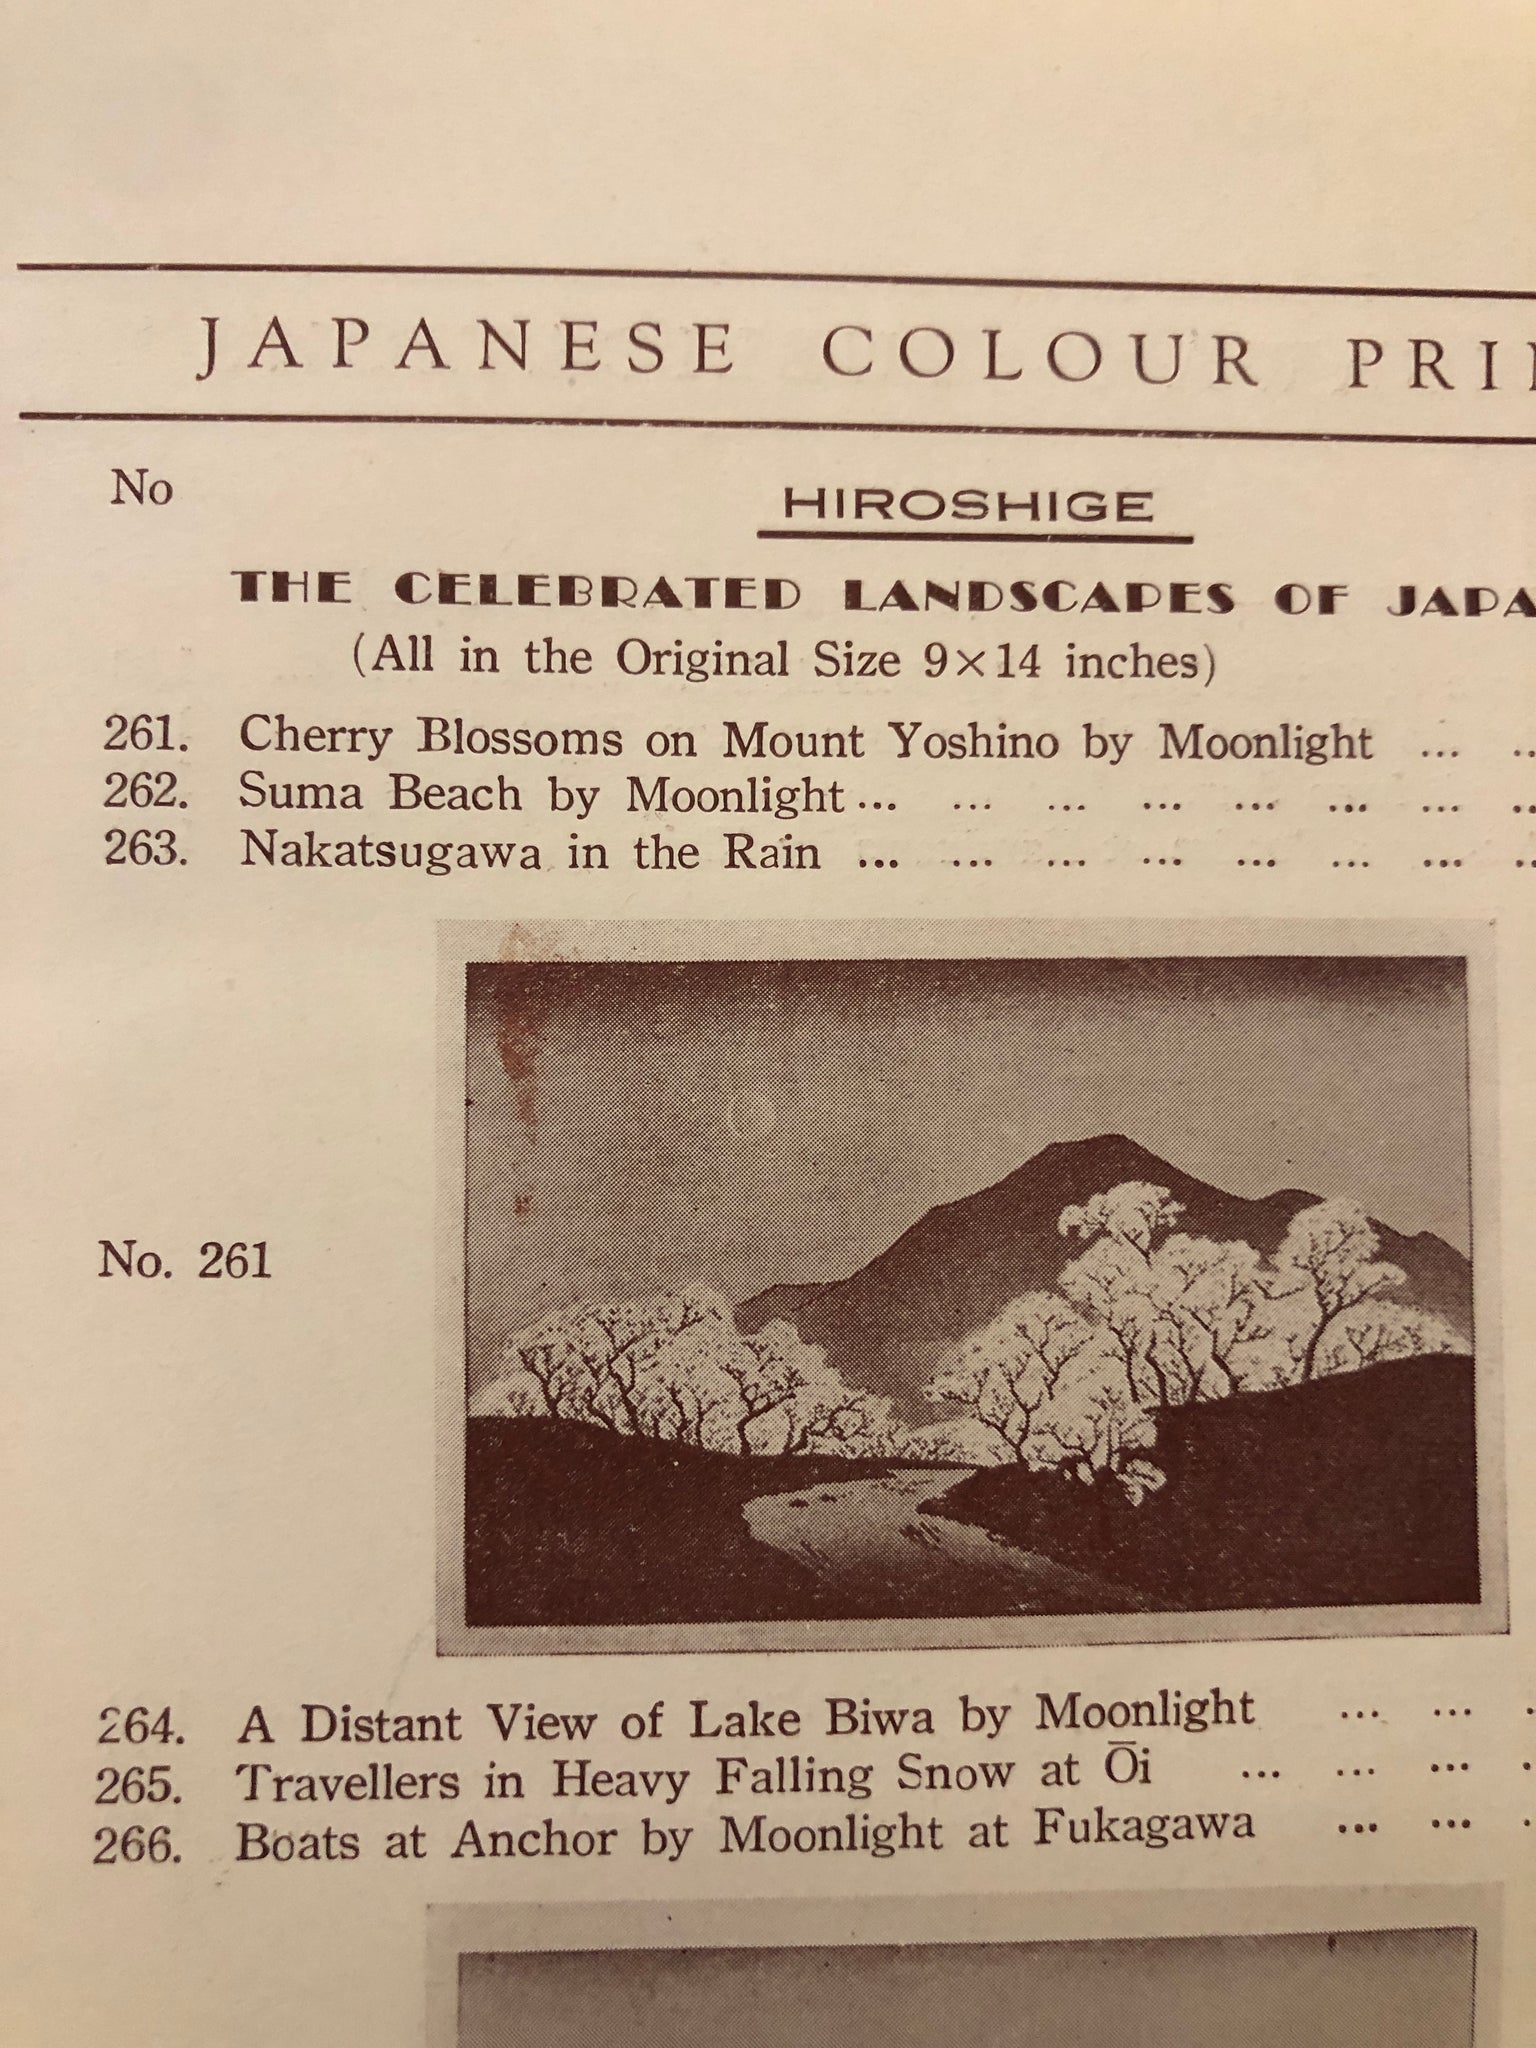 JAPANESE COLOUR
No
HIROSHIGE
THE CELEBRATED LANDSCAPES OF
(All in the Original Size 9×14 inches)
261. Cherry Blossoms on Mount Yoshino by Moonlight ... ..
262. Suma Beach by Moonlight... ... ... ... ... ... ... ..
263. Nakatsugawa in the Rain ... ... ... ... ... ... ... ..
No. 261
264. A Distant View of Lake Biwa by Moonlight ... ... .
265. Travellers in Heavy Falling Snow at Ōi ... ... ... .
266. Boats at Anchor by Moonlight at Fukagawa ... ... .